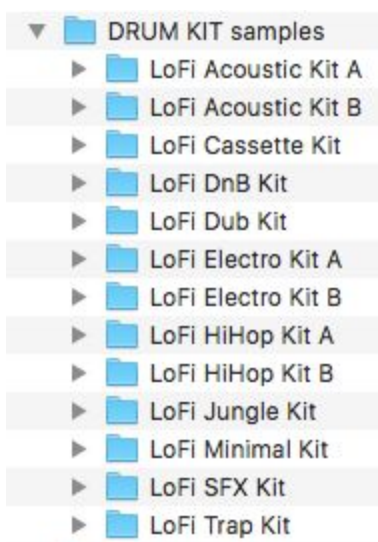 DRUM KIT samples
LoFi Acoustic Kit A
LoFi Acoustic Kit B
LoFi Cassette Kit
LoFi DnB Kit
LoFi Dub Kit
LoFi Electro Kit A
LoFi Electro Kit B
LoFi HiHop Kit A
LoFi HiHop Kit B
LoFi Jungle Kit
LoFi Minimal Kit
LoFi SFX Kit
LoFi Trap Kit